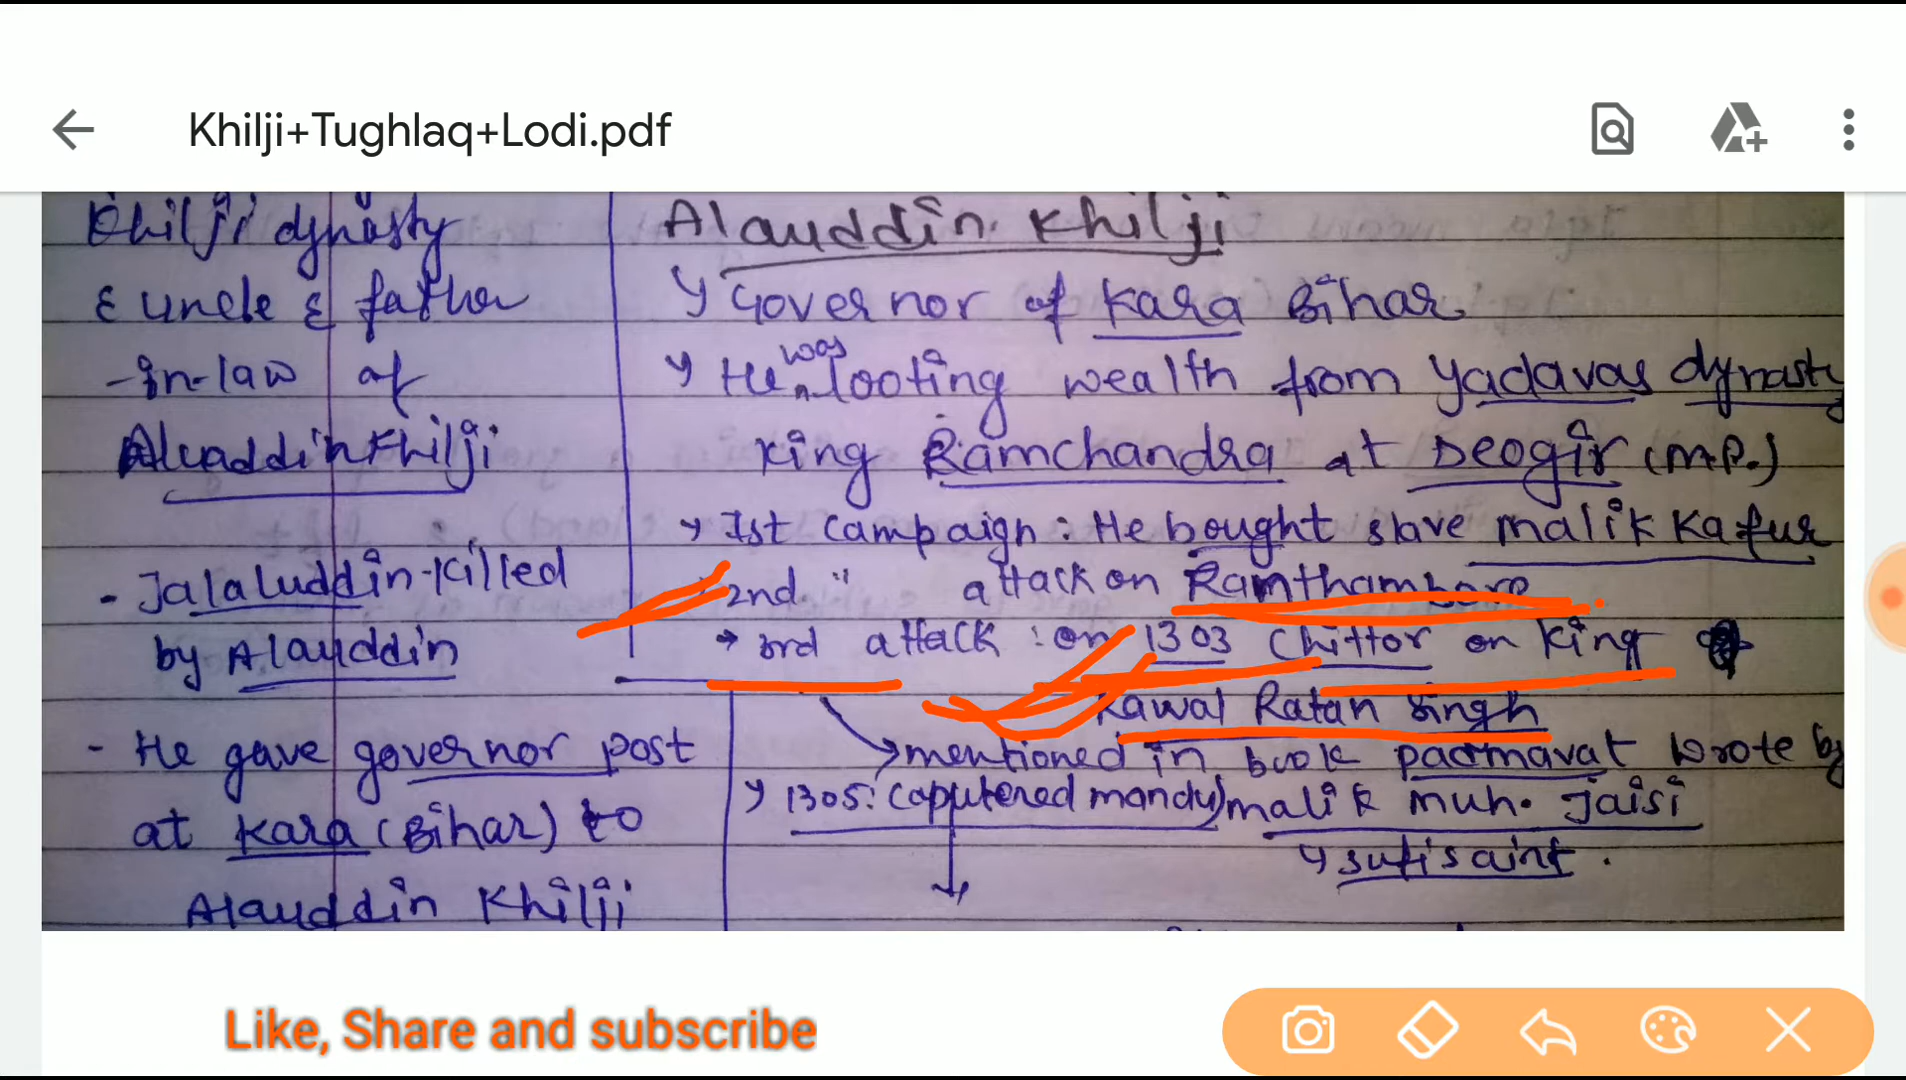 Khilji+Tughlaq+Lodi.pdf
Khilji dynasty
& uncle & father
-in-law of
Aluaddin Khilji
- Jalaluddin-killed
by Alauddin
- He gave governor post
at Kara (Bihar) to
Alauddin Khilji
Alauddin Khilji
Governor of Kara Bihar
He was looting wealth from Yadavas dynasty
king Ramchandra at Deogir (M.P.)
Ist campaign: He bought slave malik Kafur
2nd " attack on Ramthambore
→ 3rd attack : on 1303 chittor on king
Rawal Ratan Singh
mentioned in book padmavat wrote by
1305: (caputered mandu) malik muh. Jaisi
sufi saint.
Like, Share and subscribe